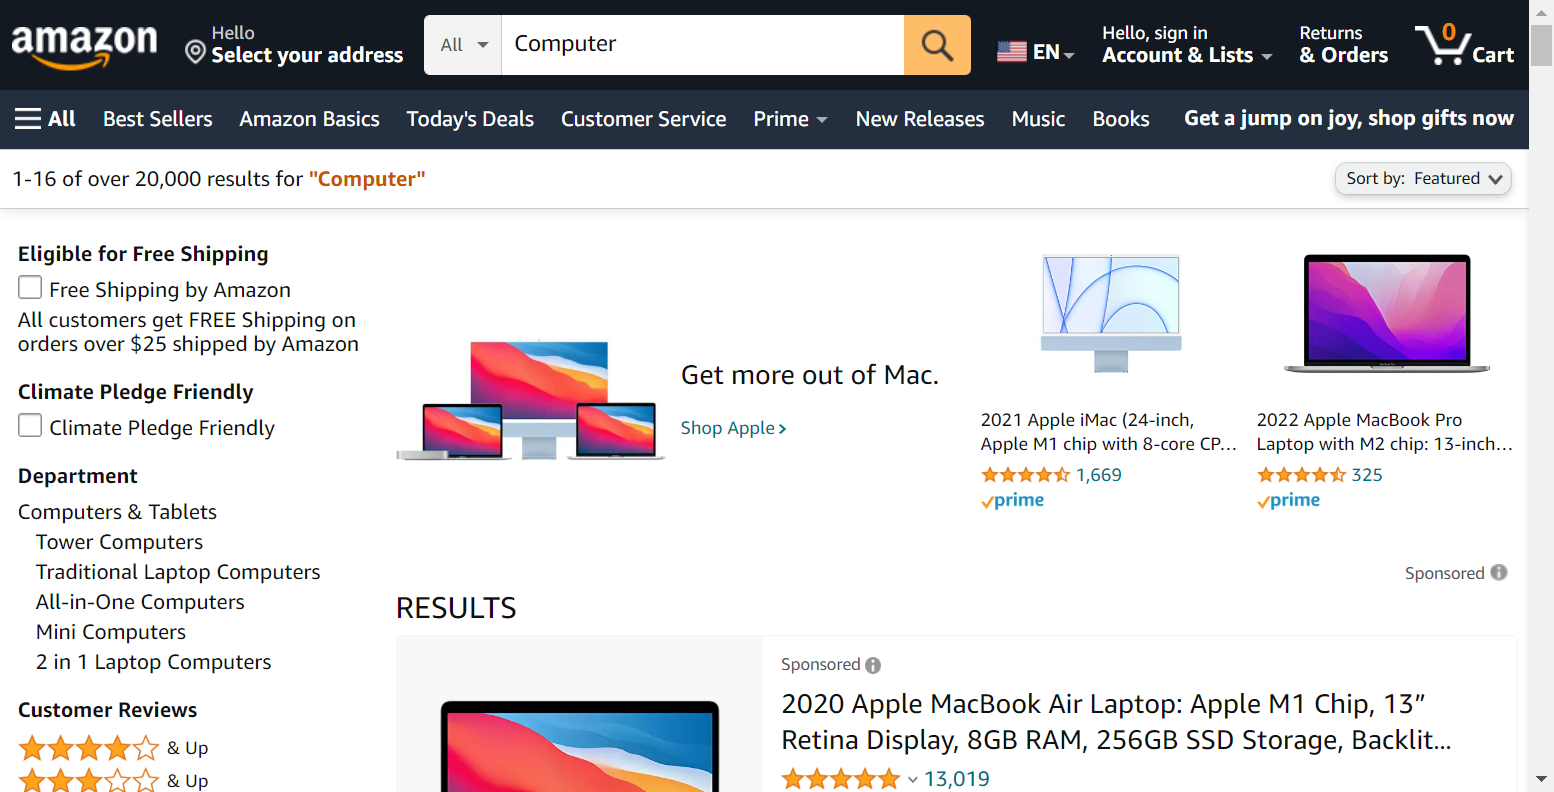 amazon
Hello
Select your address
All
Computer
EN
Hello, sign in
Account & Lists
Returns
& Orders
0
Cart
All
Best Sellers
Amazon Basics
Today's Deals
Customer Service
Prime
New Releases
Music
Books
Get a jump on joy, shop gifts now
1-16 of over 20,000 results for "Computer"
Sort by: Featured
Eligible for Free Shipping
Free Shipping by Amazon
All customers get FREE Shipping on
orders over $25 shipped by Amazon
Climate Pledge Friendly
Climate Pledge Friendly
Department
Computers & Tablets
Tower Computers
Traditional Laptop Computers
All-in-One Computers
Mini Computers
2 in 1 Laptop Computers
Customer Reviews
& Up
& Up
Get more out of Mac.
Shop Apple
2021 Apple iMac (24-inch,
Apple M1 chip with 8-core CP...
1,669
prime
2022 Apple MacBook Pro
Laptop with M2 chip: 13-inch...
325
prime
Sponsored
RESULTS
Sponsored
2020 Apple MacBook Air Laptop: Apple M1 Chip, 13”
Retina Display, 8GB RAM, 256GB SSD Storage, Backlit...
13,019